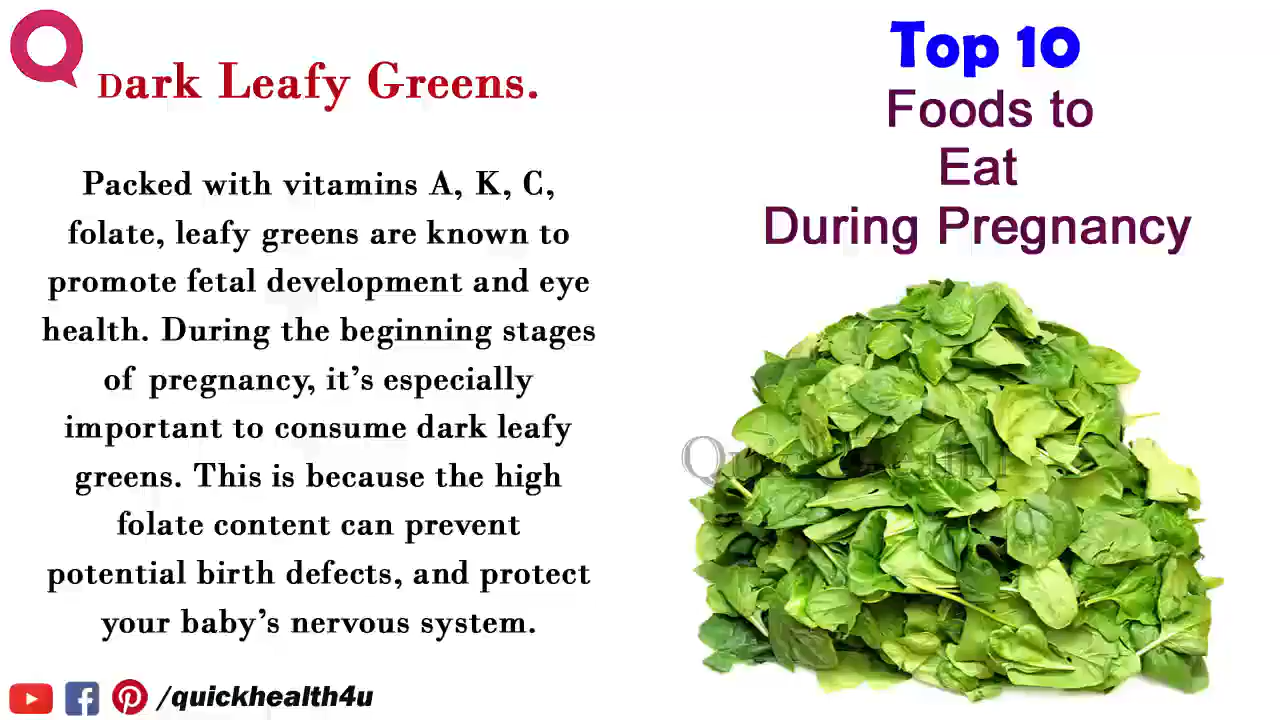 Dark Leafy Greens.
Packed with vitamins A, K, C,
folate, leafy greens are known to
promote fetal development and eye
health. During the beginning stages
of pregnancy, it’s especially
important to consume dark leafy
greens. This is because the high
folate content can prevent
potential birth defects, and protect
your baby’s nervous system.
/quickhealth4u
Top 10
Foods to
Eat
During Pregnancy
Quick Health